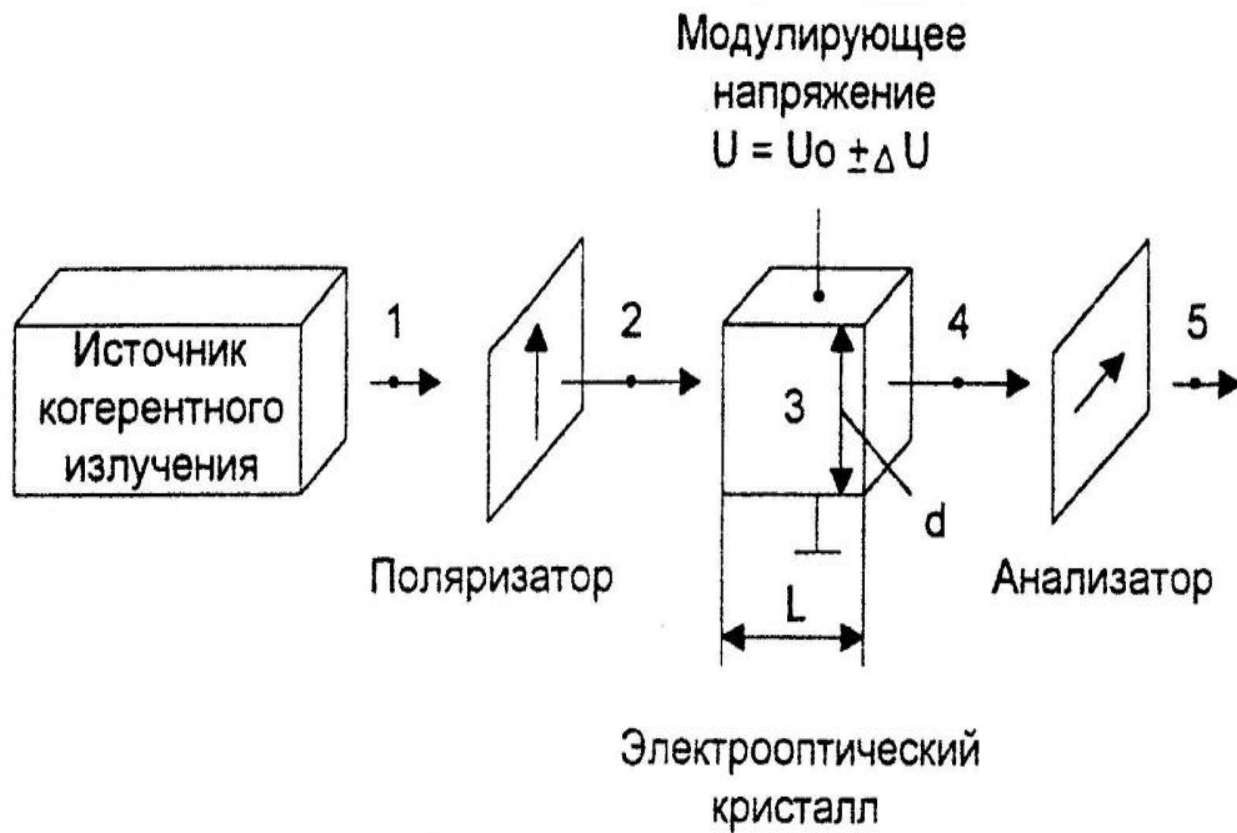 Модулирующее
напряжение
U = Uo ± Δ U
1
2
3
4
5
Источник
когерентного
излучения
d
Поляризатор
Анализатор
L
Электрооптический
кристалл